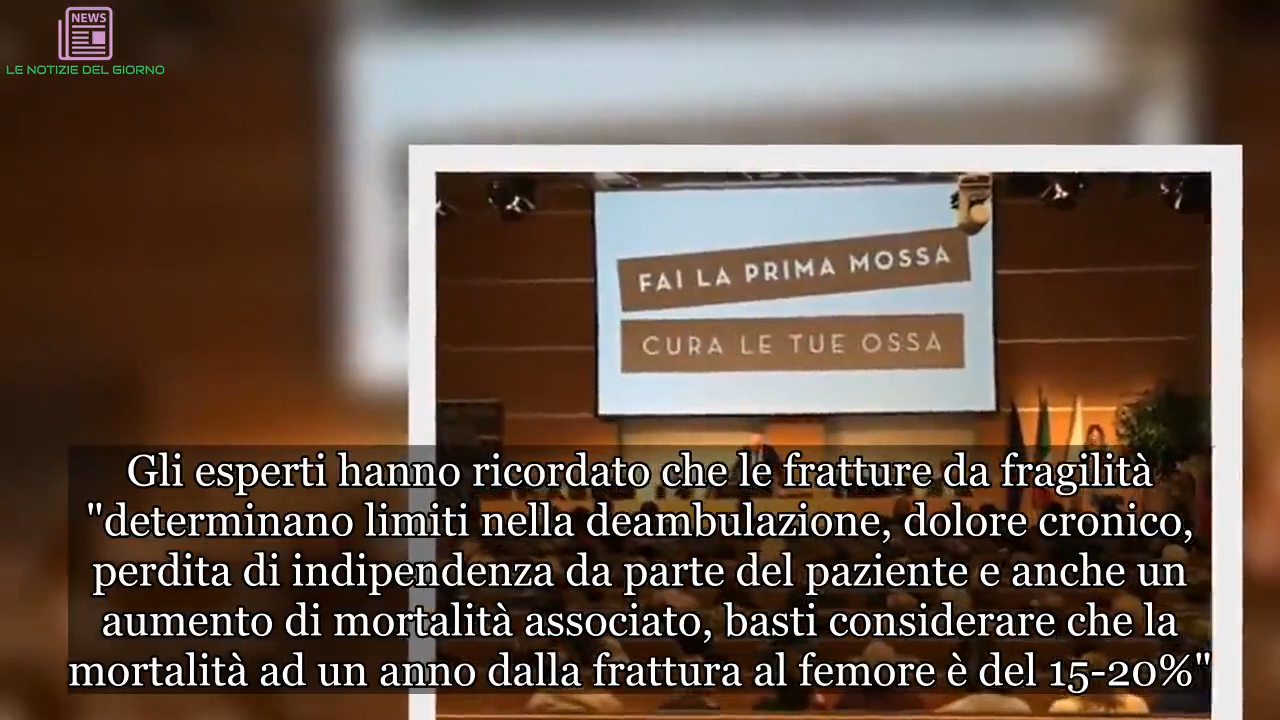 NEWS
LE NOTIZIE DEL GIORNO
FAI LA PRIMA MOSSA
CURA LE TUE OSSA
Gli esperti hanno ricordato che le fratture da fragilità
"determinano limiti nella deambulazione, dolore cronico,
perdita di indipendenza da parte del paziente e anche un
aumento di mortalità associato, basti considerare che la
mortalità ad un anno dalla frattura al femore è del 15-20%"